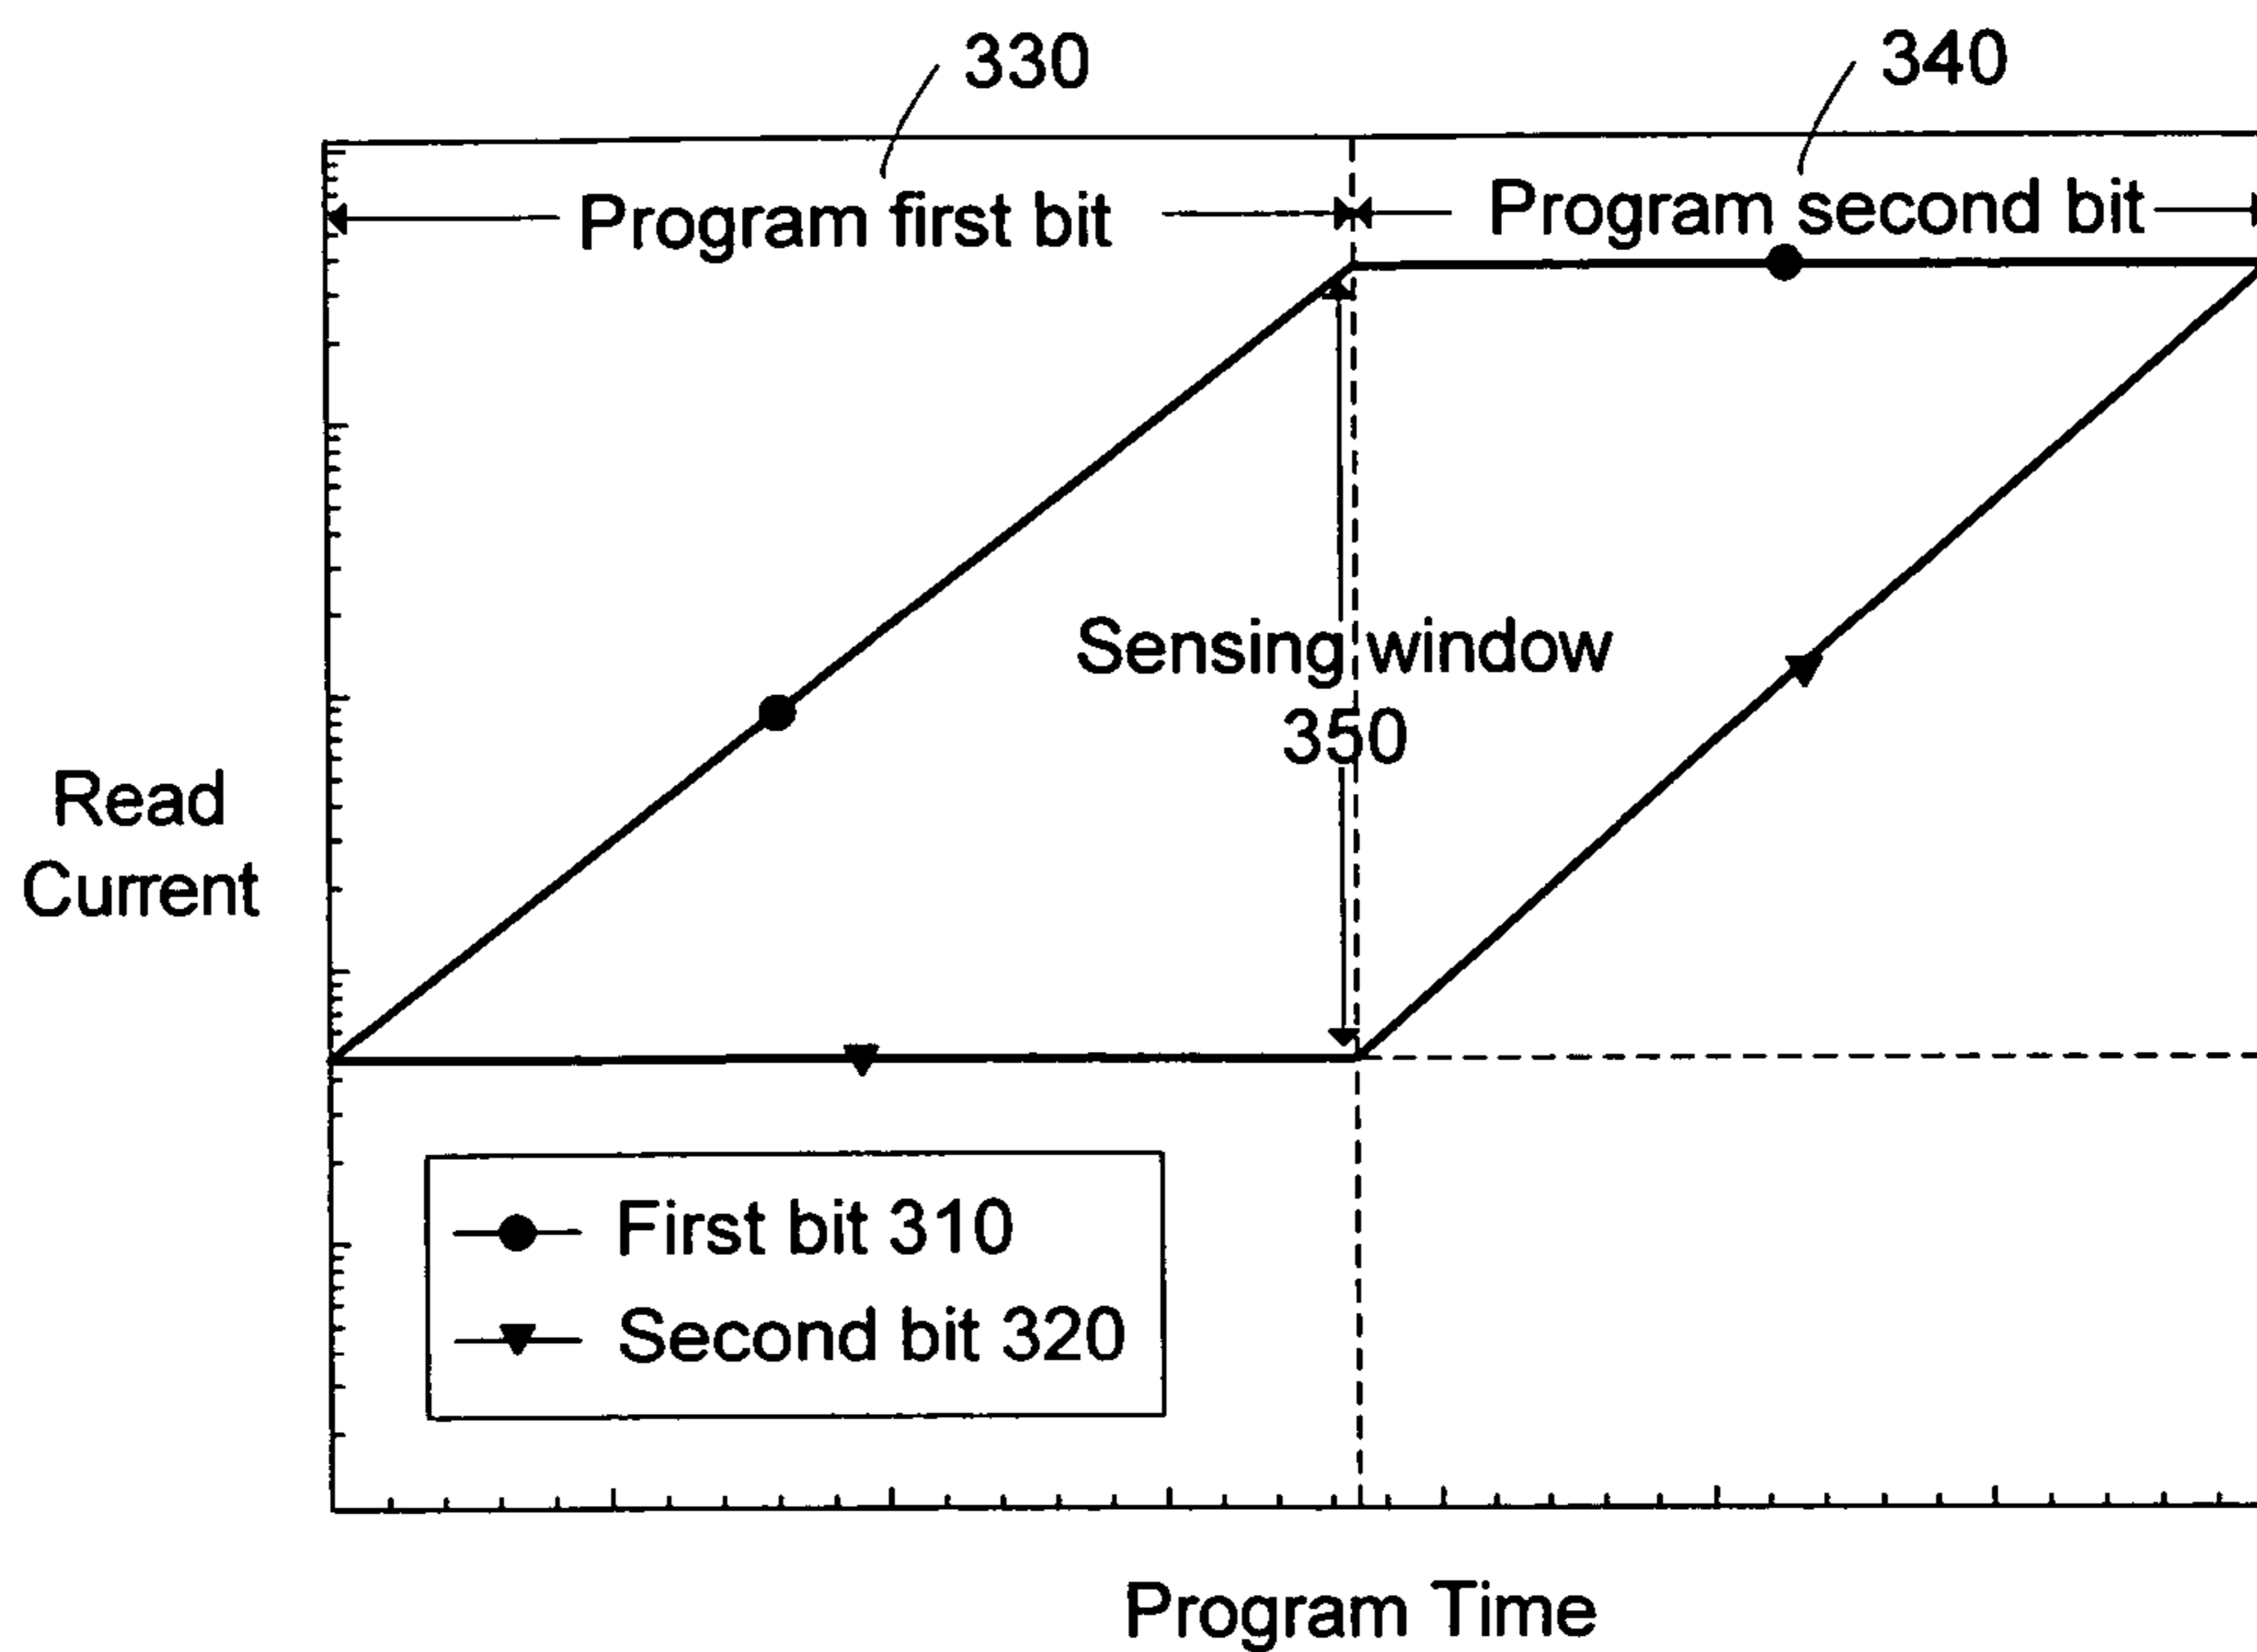 330
340
Program first bit
Program second bit
Sensing window
350
Read
Current
First bit 310
Second bit 320
Program Time